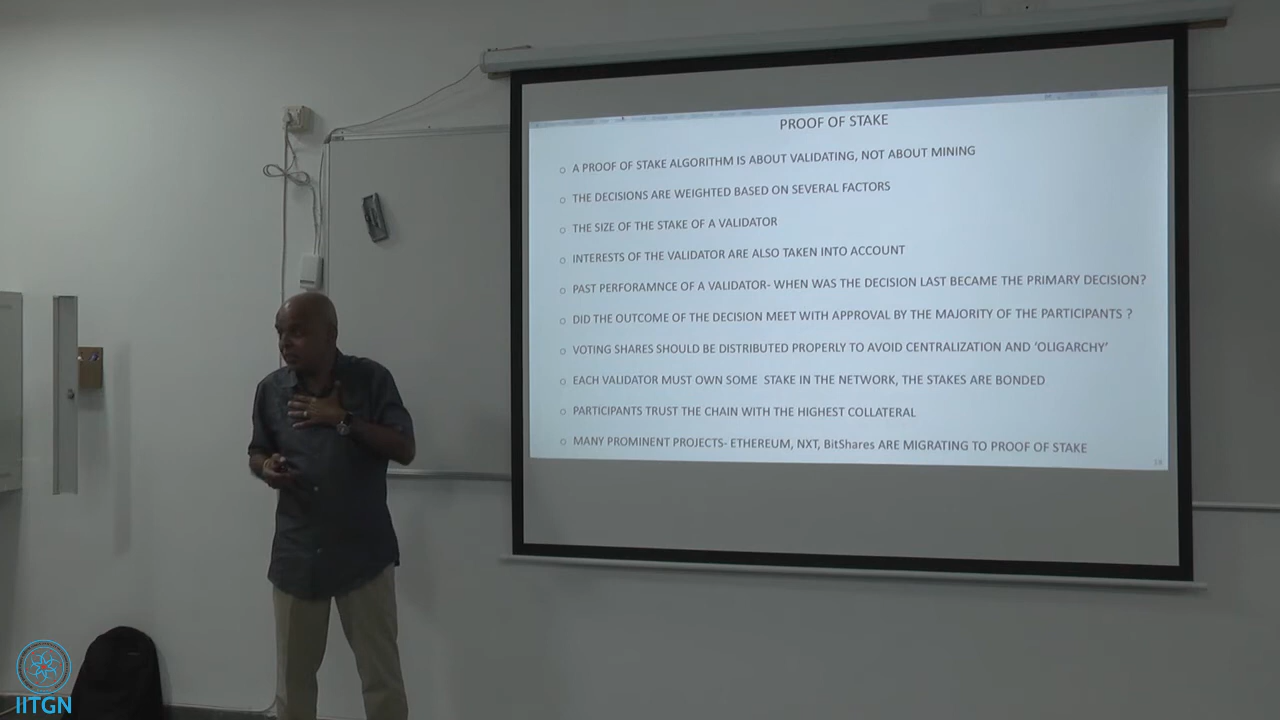 PROOF OF STAKE
A PROOF OF STAKE ALGORITHM IS ABOUT VALIDATING, NOT ABOUT MINING
THE DECISIONS ARE WEIGHTED BASED ON SEVERAL FACTORS
THE SIZE OF THE STAKE OF A VALIDATOR
INTERESTS OF THE VALIDATOR ARE ALSO TAKEN INTO ACCOUNT
PAST PERFORAMNCE OF A VALIDATOR- WHEN WAS THE DECISION LAST BECAME THE PRIMARY DECISION?
DID THE OUTCOME OF THE DECISION MEET WITH APPROVAL BY THE MAJORITY OF THE PARTICIPANTS ?
VOTING SHARES SHOULD BE DISTRIBUTED PROPERLY TO AVOID CENTRALIZATION AND ‘OLIGARCHY’
EACH VALIDATOR MUST OWN SOME STAKE IN THE NETWORK, THE STAKES ARE BONDED
PARTICIPANTS TRUST THE CHAIN WITH THE HIGHEST COLLATERAL
MANY PROMINENT PROJECTS- ETHEREUM, NXT, BitShares ARE MIGRATING TO PROOF OF STAKE
IITGN